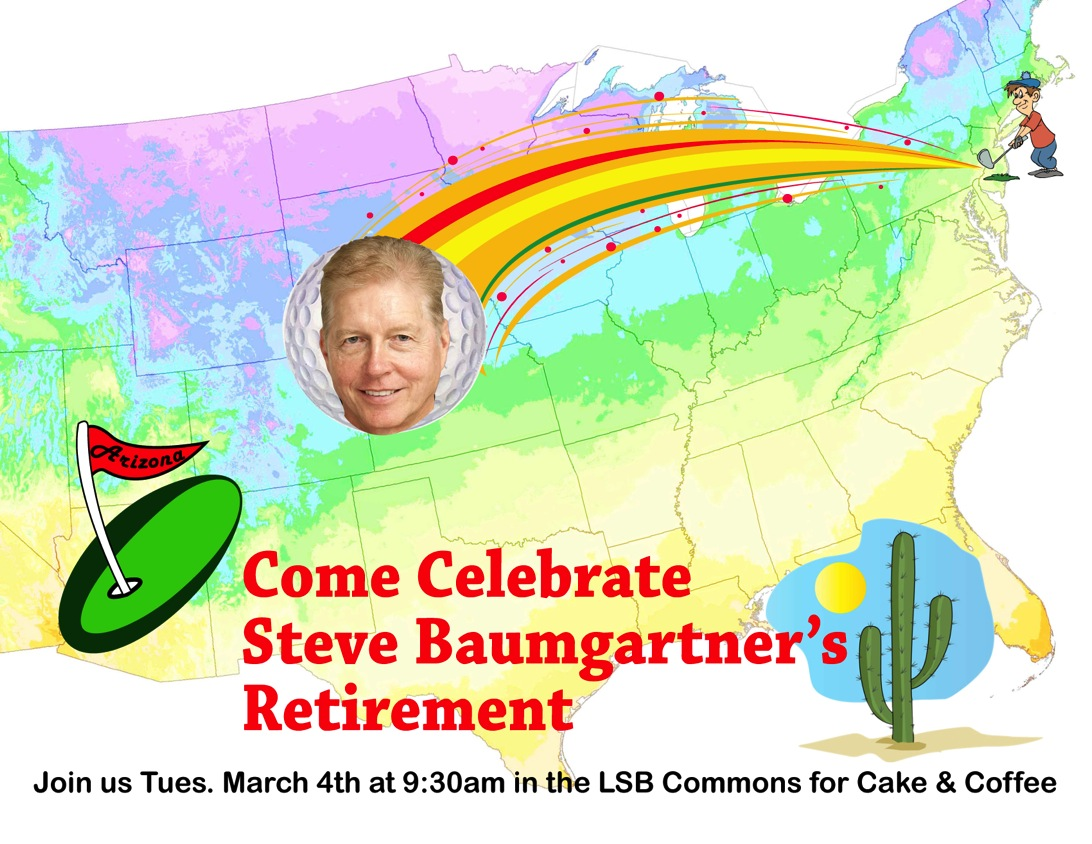 Arizona
Come Celebrate
Steve Baumgartner’s
Retirement
Join us Tues. March 4th at 9:30am in the LSB Commons for Cake & Coffee